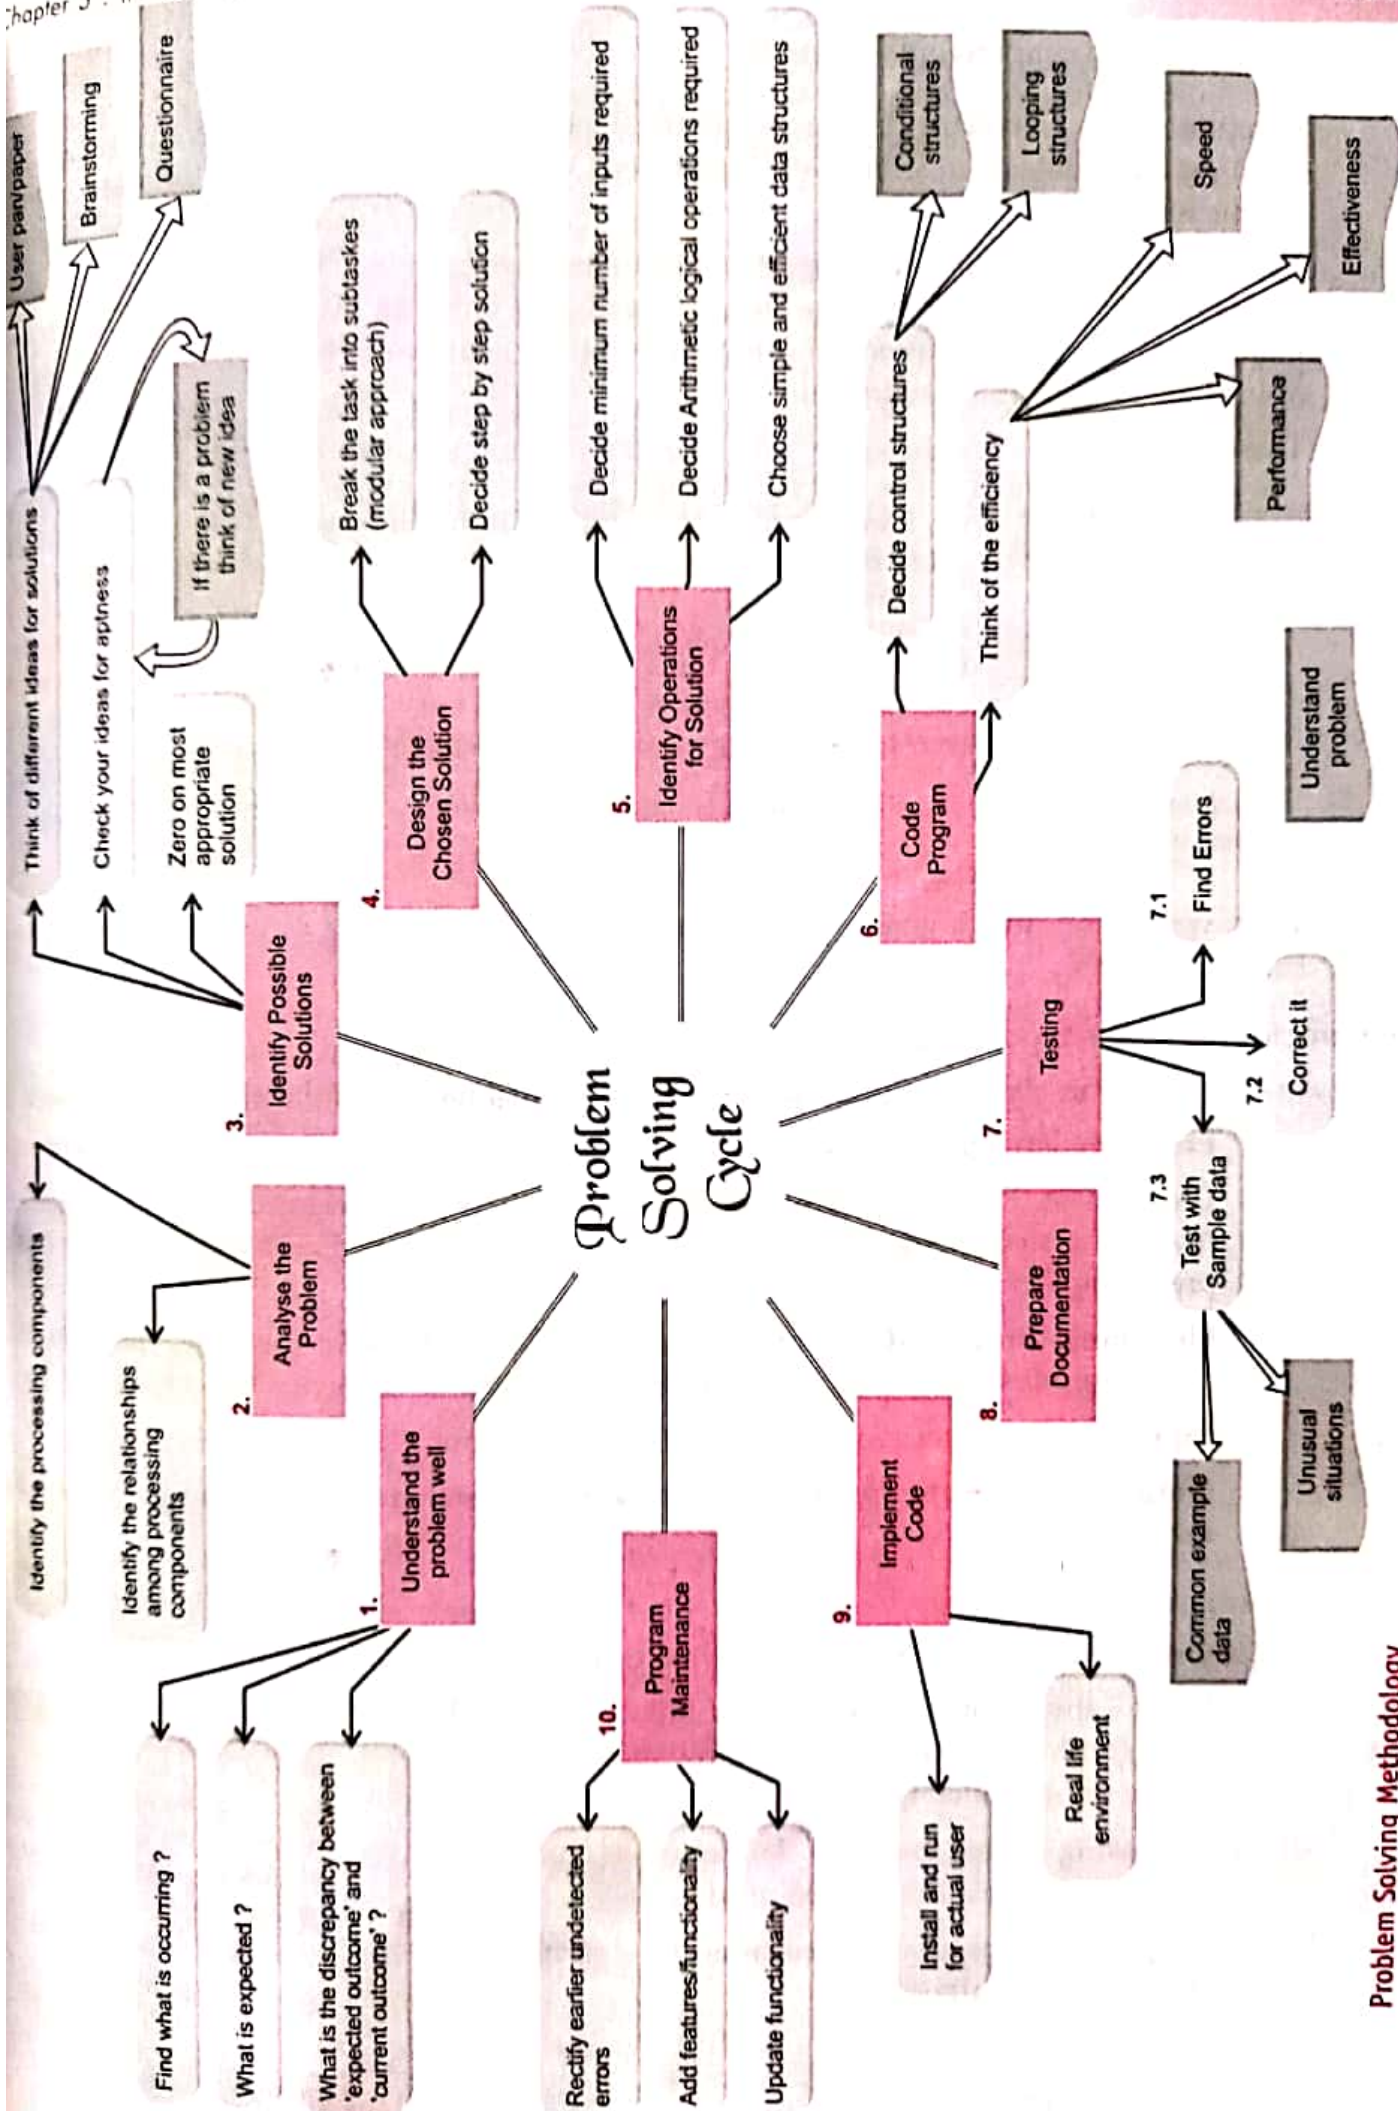 Chapter 5 :
Problem
Solving
Cycle
1.
Understand the
problem well
Find what is occurring ?
What is expected ?
What is the discrepancy between
'expected outcome' and
'current outcome' ?
2.
Analyse the
Problem
Identify the processing components
Identify the relationships
among processing
components
3.
Identify Possible
Solutions
Think of different ideas for solutions
User pan/paper
Brainstorming
Questionnaire
Check your ideas for aptness
If there is a problem
think of new idea
Zero on most
appropriate
solution
4.
Design the
Chosen Solution
Break the task into subtaskes
(modular approach)
Decide step by step solution
5.
Identify Operations
for Solution
Decide minimum number of inputs required
Decide Arithmetic logical operations required
Choose simple and efficient data structures
6.
Code
Program
Decide control structures
Conditional
structures
Looping
structures
Think of the efficiency
Speed
Effectiveness
Performance
7.
Testing
7.1
Find Errors
Understand
problem
7.2
Correct it
7.3
Test with
Sample data
Common example
data
Unusual
situations
8.
Prepare
Documentation
9.
Implement
Code
Install and run
for actual user
Real life
environment
10.
Program
Maintenance
Rectify earlier undetected
errors
Add features/functionality
Update functionality
Problem Solving Methodology